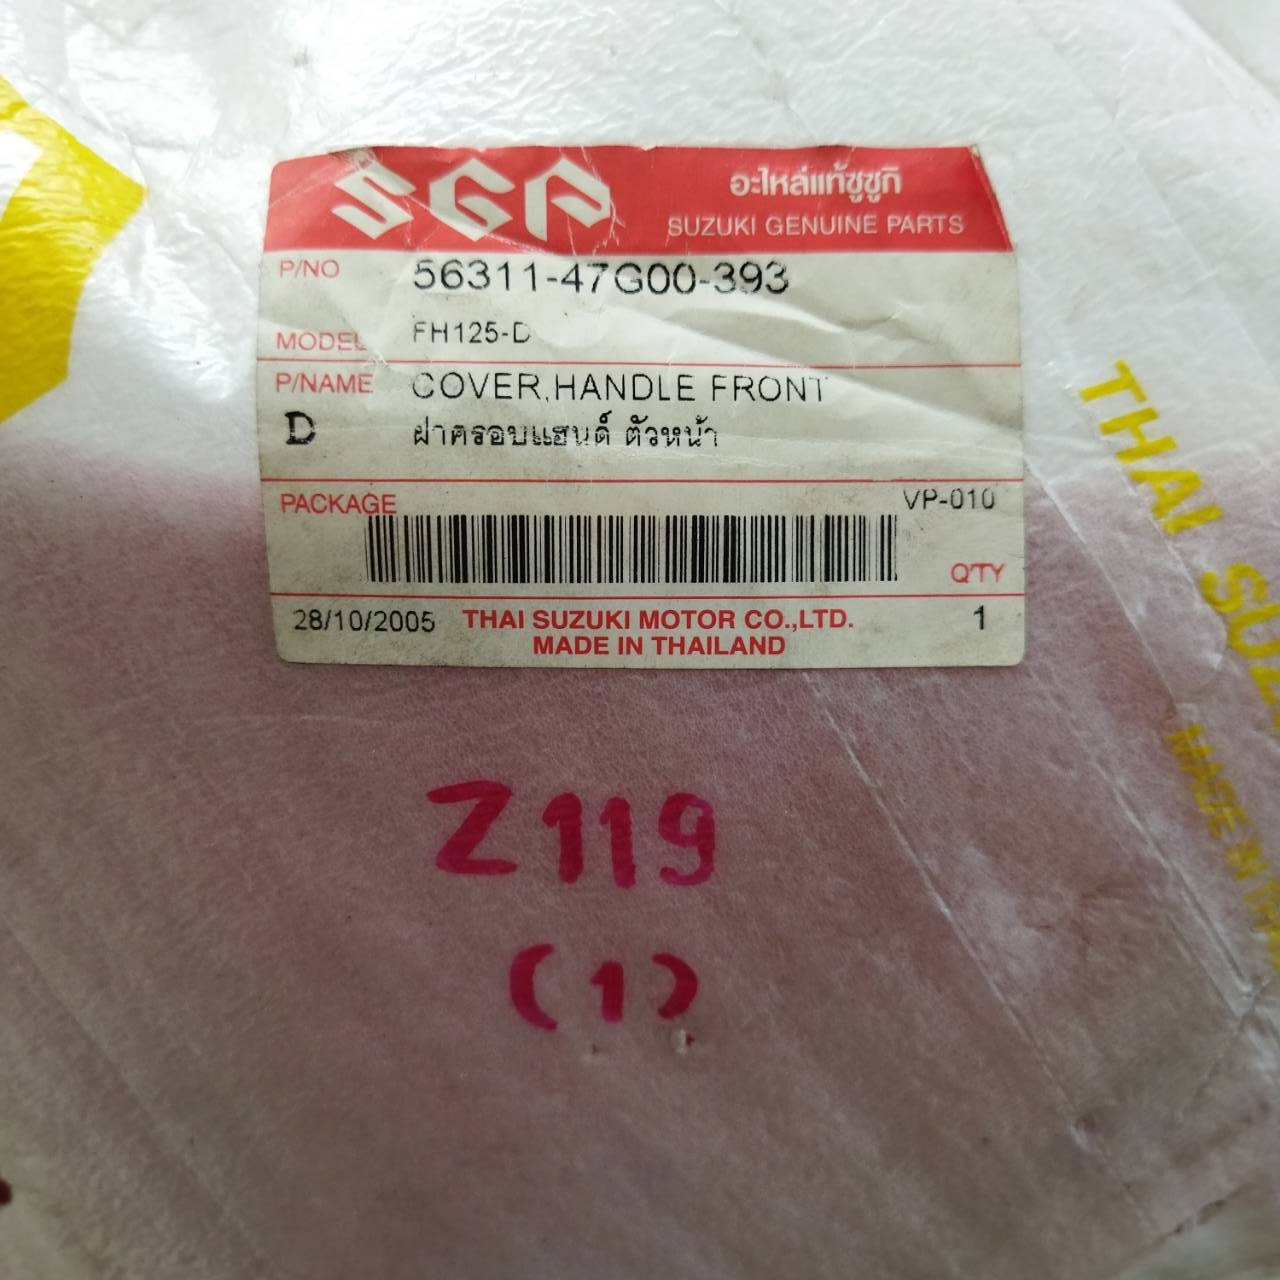 SGP
อะไหล่แท้ซูซูกิ
SUZUKI GENUINE PARTS
P/NO 56311-47G00-393
MODEL FH125-D
P/NAME COVER,HANDLE FRONT
D ฝาครอบแฮนด์ ตัวหน้า
PACKAGE VP-010
Q'TY
28/10/2005 THAI SUZUKI MOTOR CO.,LTD. 1
MADE IN THAILAND
THAI
MADE IN
Z119
(1)